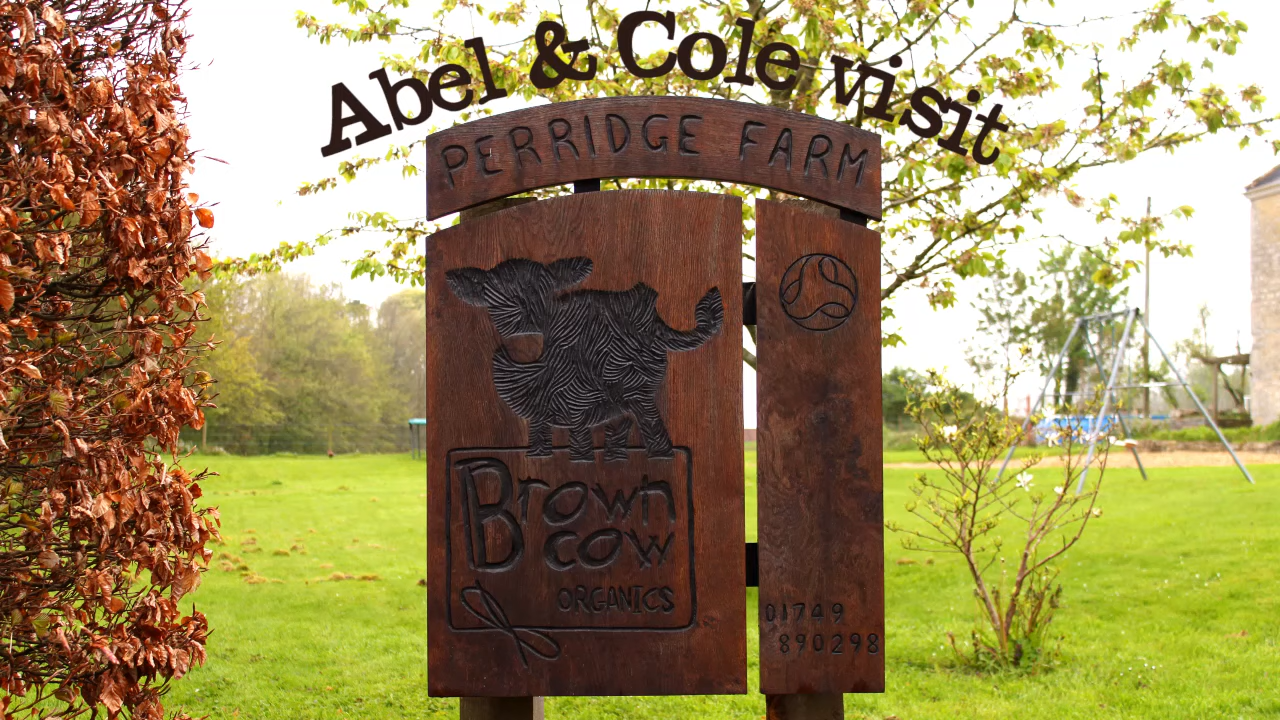 Abel & Cole visit
PERRIDGE FARM
Brown
cow
ORGANICS
01749
890298